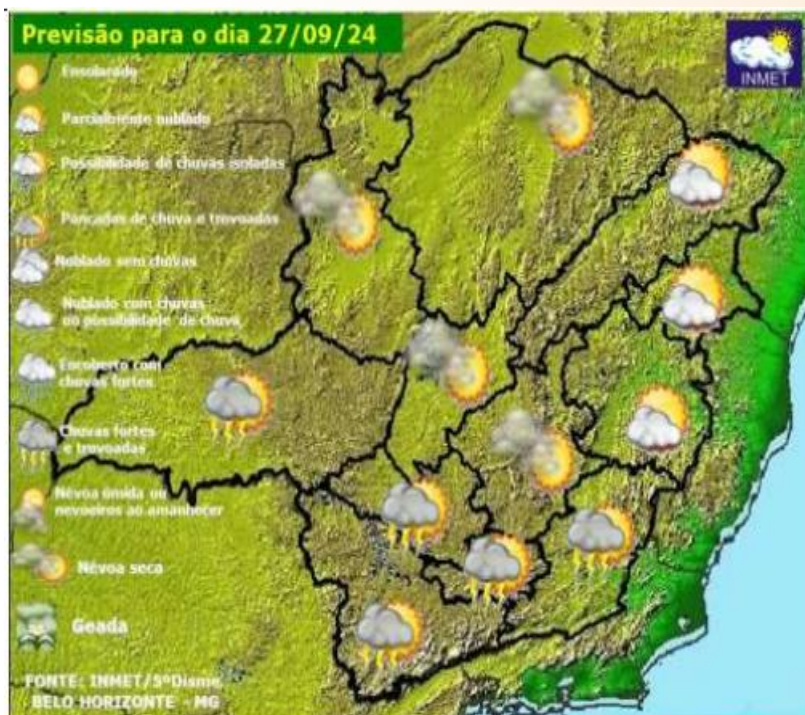 Previsão para o dia 27/09/24
INMET
Ensolarado
Parcialmente nublado
Possibilidade de chuvas isoladas
Pancadas de chuva e trovoadas
Nublado sem chuvas
Nublado com chuvas
ou possibilidade de chuva
Encoberto com
chuvas fortes
Chuvas fortes
e trovoadas
Névoa úmida ou
nevoeiros ao amanhecer
Névoa seca
Geada
FONTE: INMET/5ºDisme
BELO HORIZONTE - MG